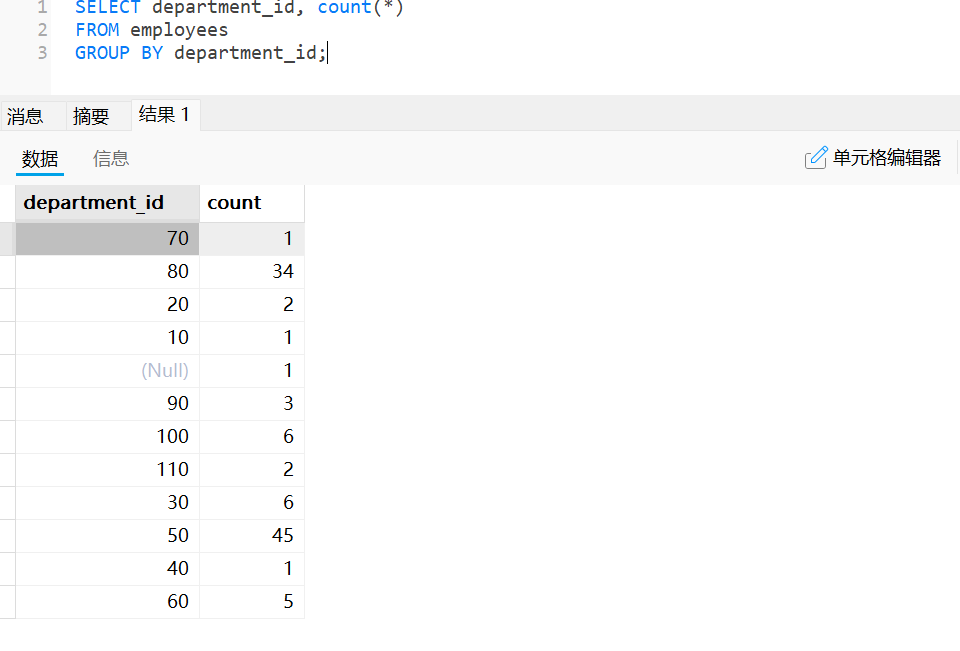 1 SELECT department_id, count(*)
2 FROM employees
3 GROUP BY department_id;
消息 摘要 结果 1
数据 信息 单元格编辑器
department_id count
70 1
80 34
20 2
10 1
(Null) 1
90 3
100 6
110 2
30 6
50 45
40 1
60 5